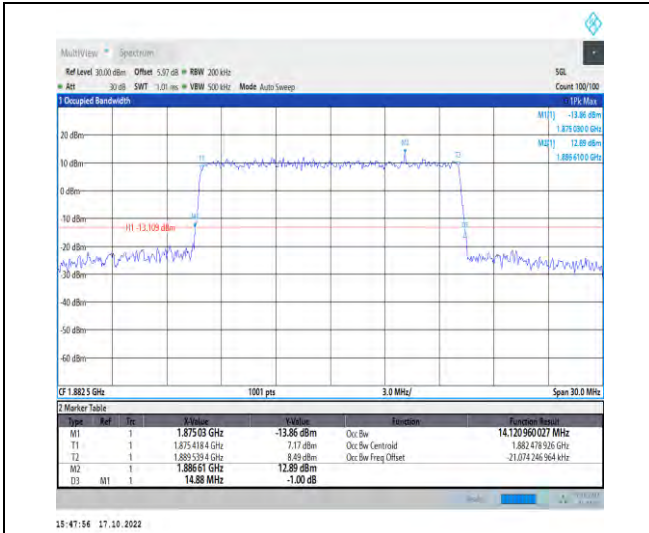 MultiView Spectrum
Ref Level 30.00 dBm Offset 5.97 dB RBW 200 kHz SGL
Att 30 dB SWT 1.01 ms VBW 500 kHz Mode Auto Sweep Count 100/100
1 Occupied Bandwidth 1Pk Max
M1[1] -13.86 dBm
1.875 030 0 GHz
M2[1] 12.89 dBm
1.886 610 0 GHz
20 dBm
M2
T1 T2
10 dBm
0 dBm
-10 dBm
M1
H1 -13.109 dBm
D3
-20 dBm
-30 dBm
-40 dBm
-50 dBm
-60 dBm
CF 1.882 5 GHz 1001 pts 3.0 MHz/ Span 30.0 MHz
2 Marker Table
Type Ref Trc X-Value Y-Value Function Function Result
M1 1 1.875 03 GHz -13.86 dBm Occ Bw 14.120 960 027 MHz
T1 1 1.875 418 4 GHz 7.17 dBm Occ Bw Centroid 1.882 478 926 GHz
T2 1 1.889 539 4 GHz 8.49 dBm Occ Bw Freq Offset -21.074 246 964 kHz
M2 1 1.886 61 GHz 12.89 dBm
D3 M1 1 14.88 MHz -1.00 dB
15:47:56 17.10.2022